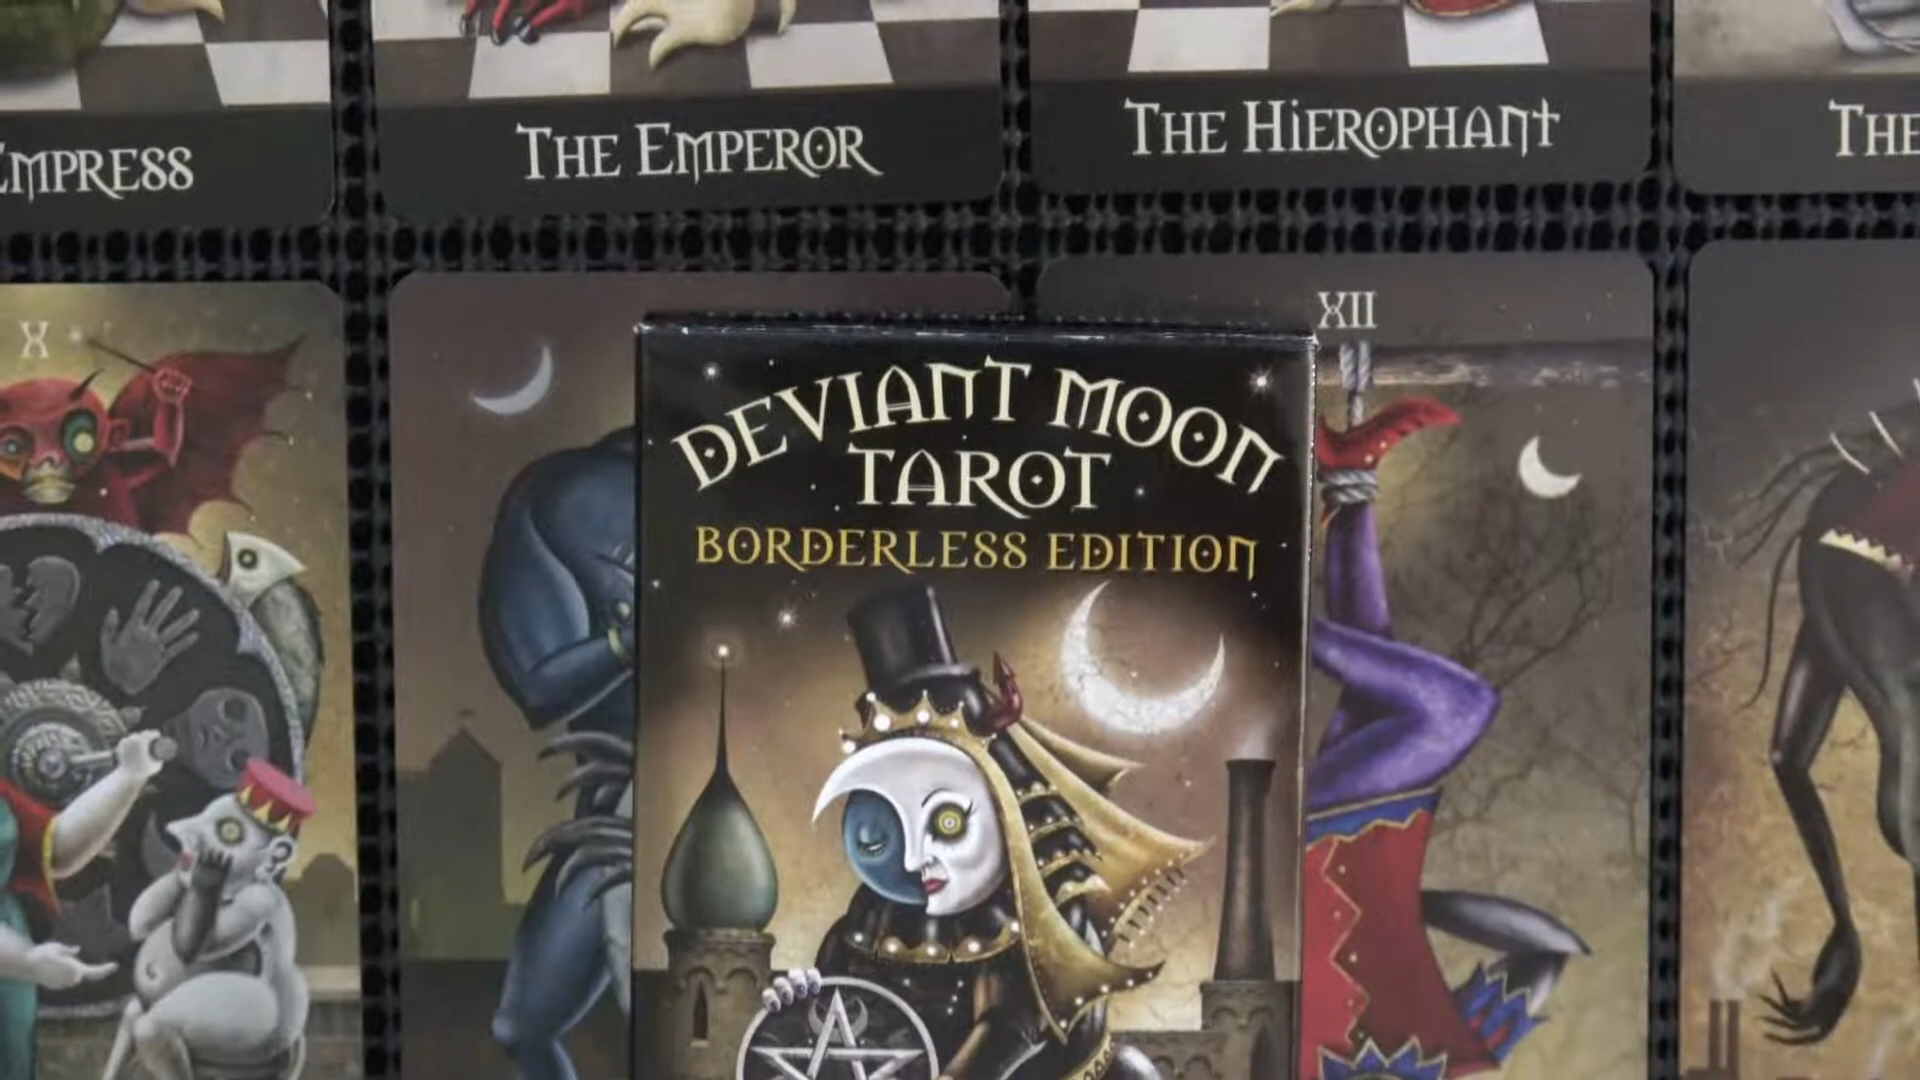 EMPRESS
THE EMPEROR
THE HIEROPHANT
THE
X
XII
DEVIANT MOON
TAROT
BORDERLESS EDITION